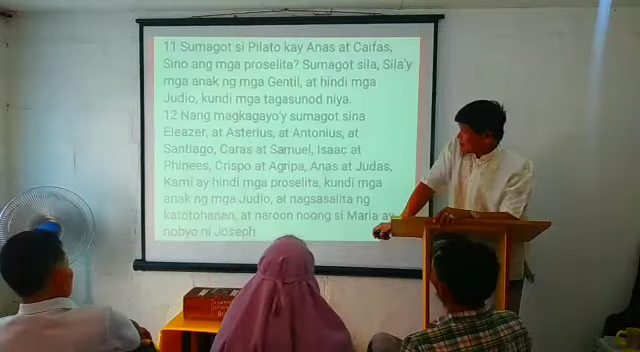 11 Sumagot si Pilato kay Anas at Caifas,
Sino ang mga proselita? Sumagot sila, Sila'y
mga anak ng mga Gentil, at hindi mga
Judio, kundi mga tagasunod niya.
12 Nang magkagayo'y sumagot sina
Eleazer, at Asterius, at Antonius, at
Santiago, Caras at Samuel, Isaac at
Phinees, Crispo at Agripa, Anas at Judas,
Kami ay hindi mga proselita, kundi mga
anak ng mga Judio, at nagsasalita ng
katotohanan, at naroon noong si Maria ay
nobyo ni Joseph